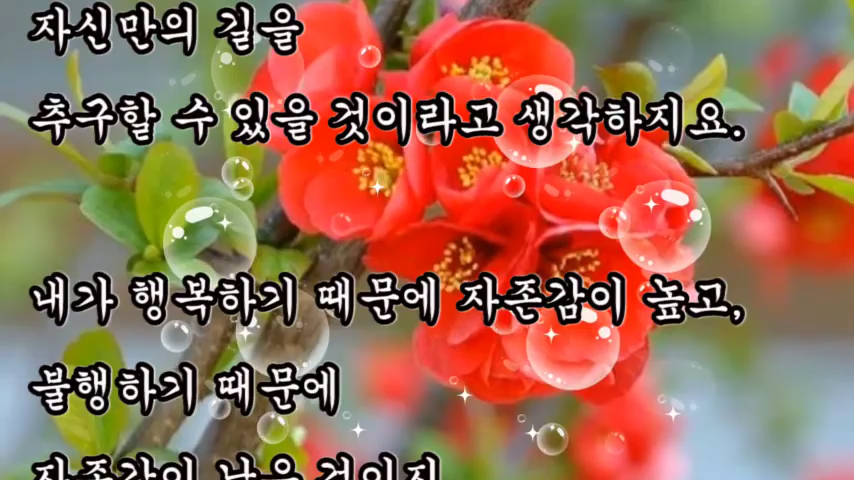 자신만의 길을
추구할 수 있을 것이라고 생각하지요.
내가 행복하기 때문에 자존감이 높고,
불행하기 때문에
자존감이 낮은 것이지